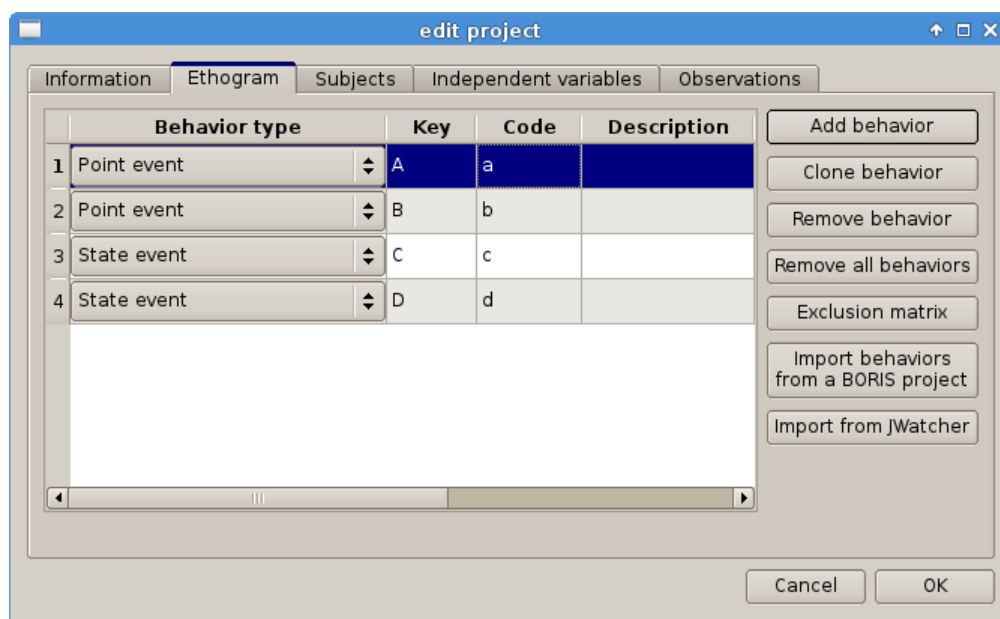 edit project
Information Ethogram Subjects Independent variables Observations
Behavior type Key Code Description
1 Point event A a
2 Point event B b
3 State event C c
4 State event D d
Add behavior
Clone behavior
Remove behavior
Remove all behaviors
Exclusion matrix
Import behaviors
from a BORIS project
Import from JWatcher
Cancel OK